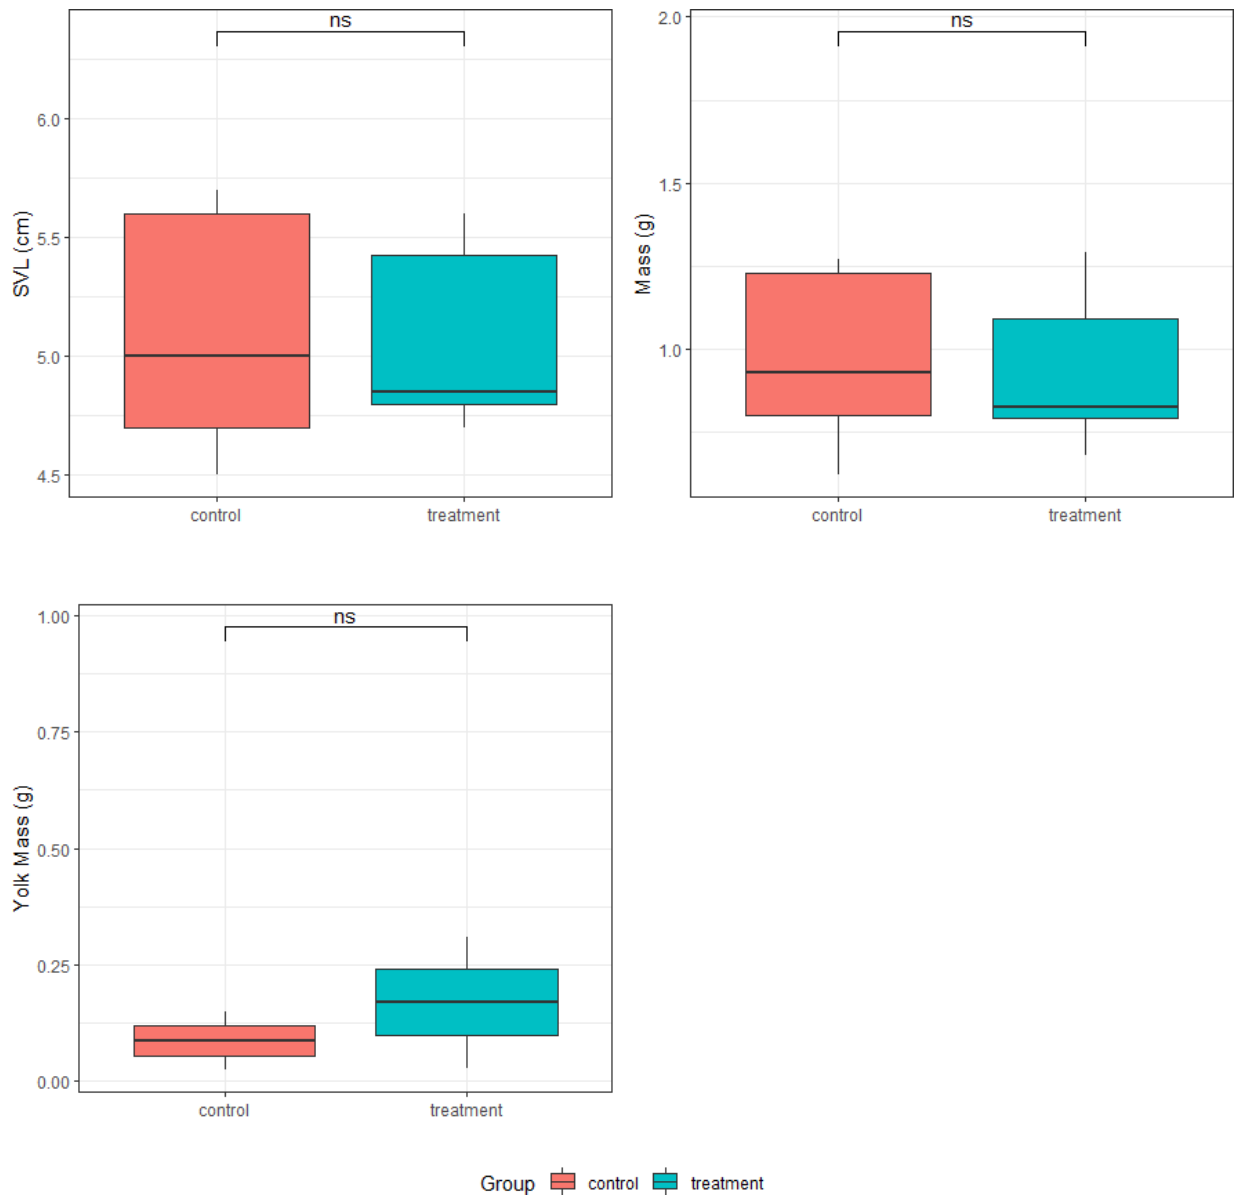 ns
SVL (cm)
6.0
5.5
5.0
4.5
control treatment
ns
Mass (g)
2.0
1.5
1.0
control treatment
ns
Yolk Mass (g)
1.00
0.75
0.50
0.25
0.00
control treatment
Group control treatment